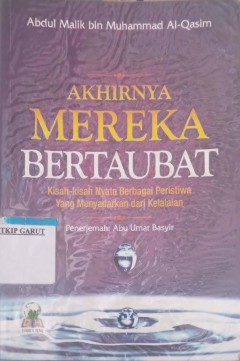 Abdul Malik bin Muhammad Al-Qasim
AKHIRNYA
MEREKA
BERTAUBAT
Kisah-kisah Nyata Berbagai Peristiwa
Yang Menyadarkan dari Kelalaian
TKIP GARUT
Penerjemah: Abu Umar Basyir